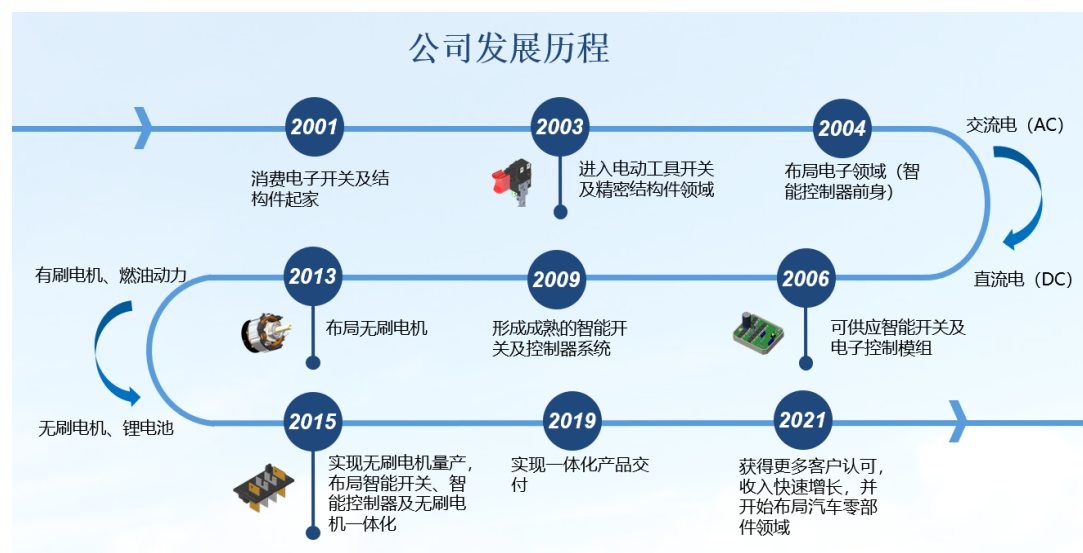 公司发展历程
2001
消费电子开关及结
构件起家
2003
进入电动工具开关
及精密结构件领域
2004
布局电子领域（智
能控制器前身）
交流电（AC）
直流电（DC）
2006
可供应智能开关及
电子控制模组
2009
形成成熟的智能开
关及控制器系统
2013
布局无刷电机
有刷电机、燃油动力
无刷电机、锂电池
2015
实现无刷电机量产，
布局智能开关、智
能控制器及无刷电
机一体化
2019
实现一体化产品交
付
2021
获得更多客户认可，
收入快速增长，并
开始布局汽车零部
件领域